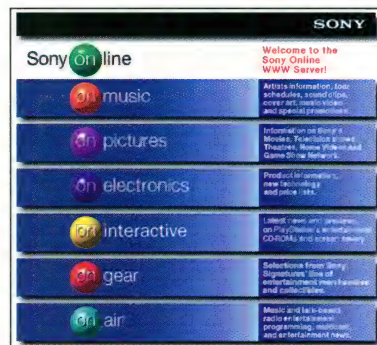 SONY
Sony on line
Welcome to the
Sony Online
WWW Server!
on music
Artists information, tour
schedules, sound clips,
cover art, music video
and special promotions.
on pictures
Information on Sony's
Movies, Television shows,
Theatres, Home Videos and
Game Show Network.
on electronics
Product information,
new technology
and price lists.
on interactive
Latest news and previews
on PlayStation's entertainment
CD-ROMs and screen savers
on gear
Selections from Sony
Signatures' line of
entertainment merchandise
and collectibles.
on air
Music and talk-based
radio entertainment
programming, multicast,
and entertainment news.